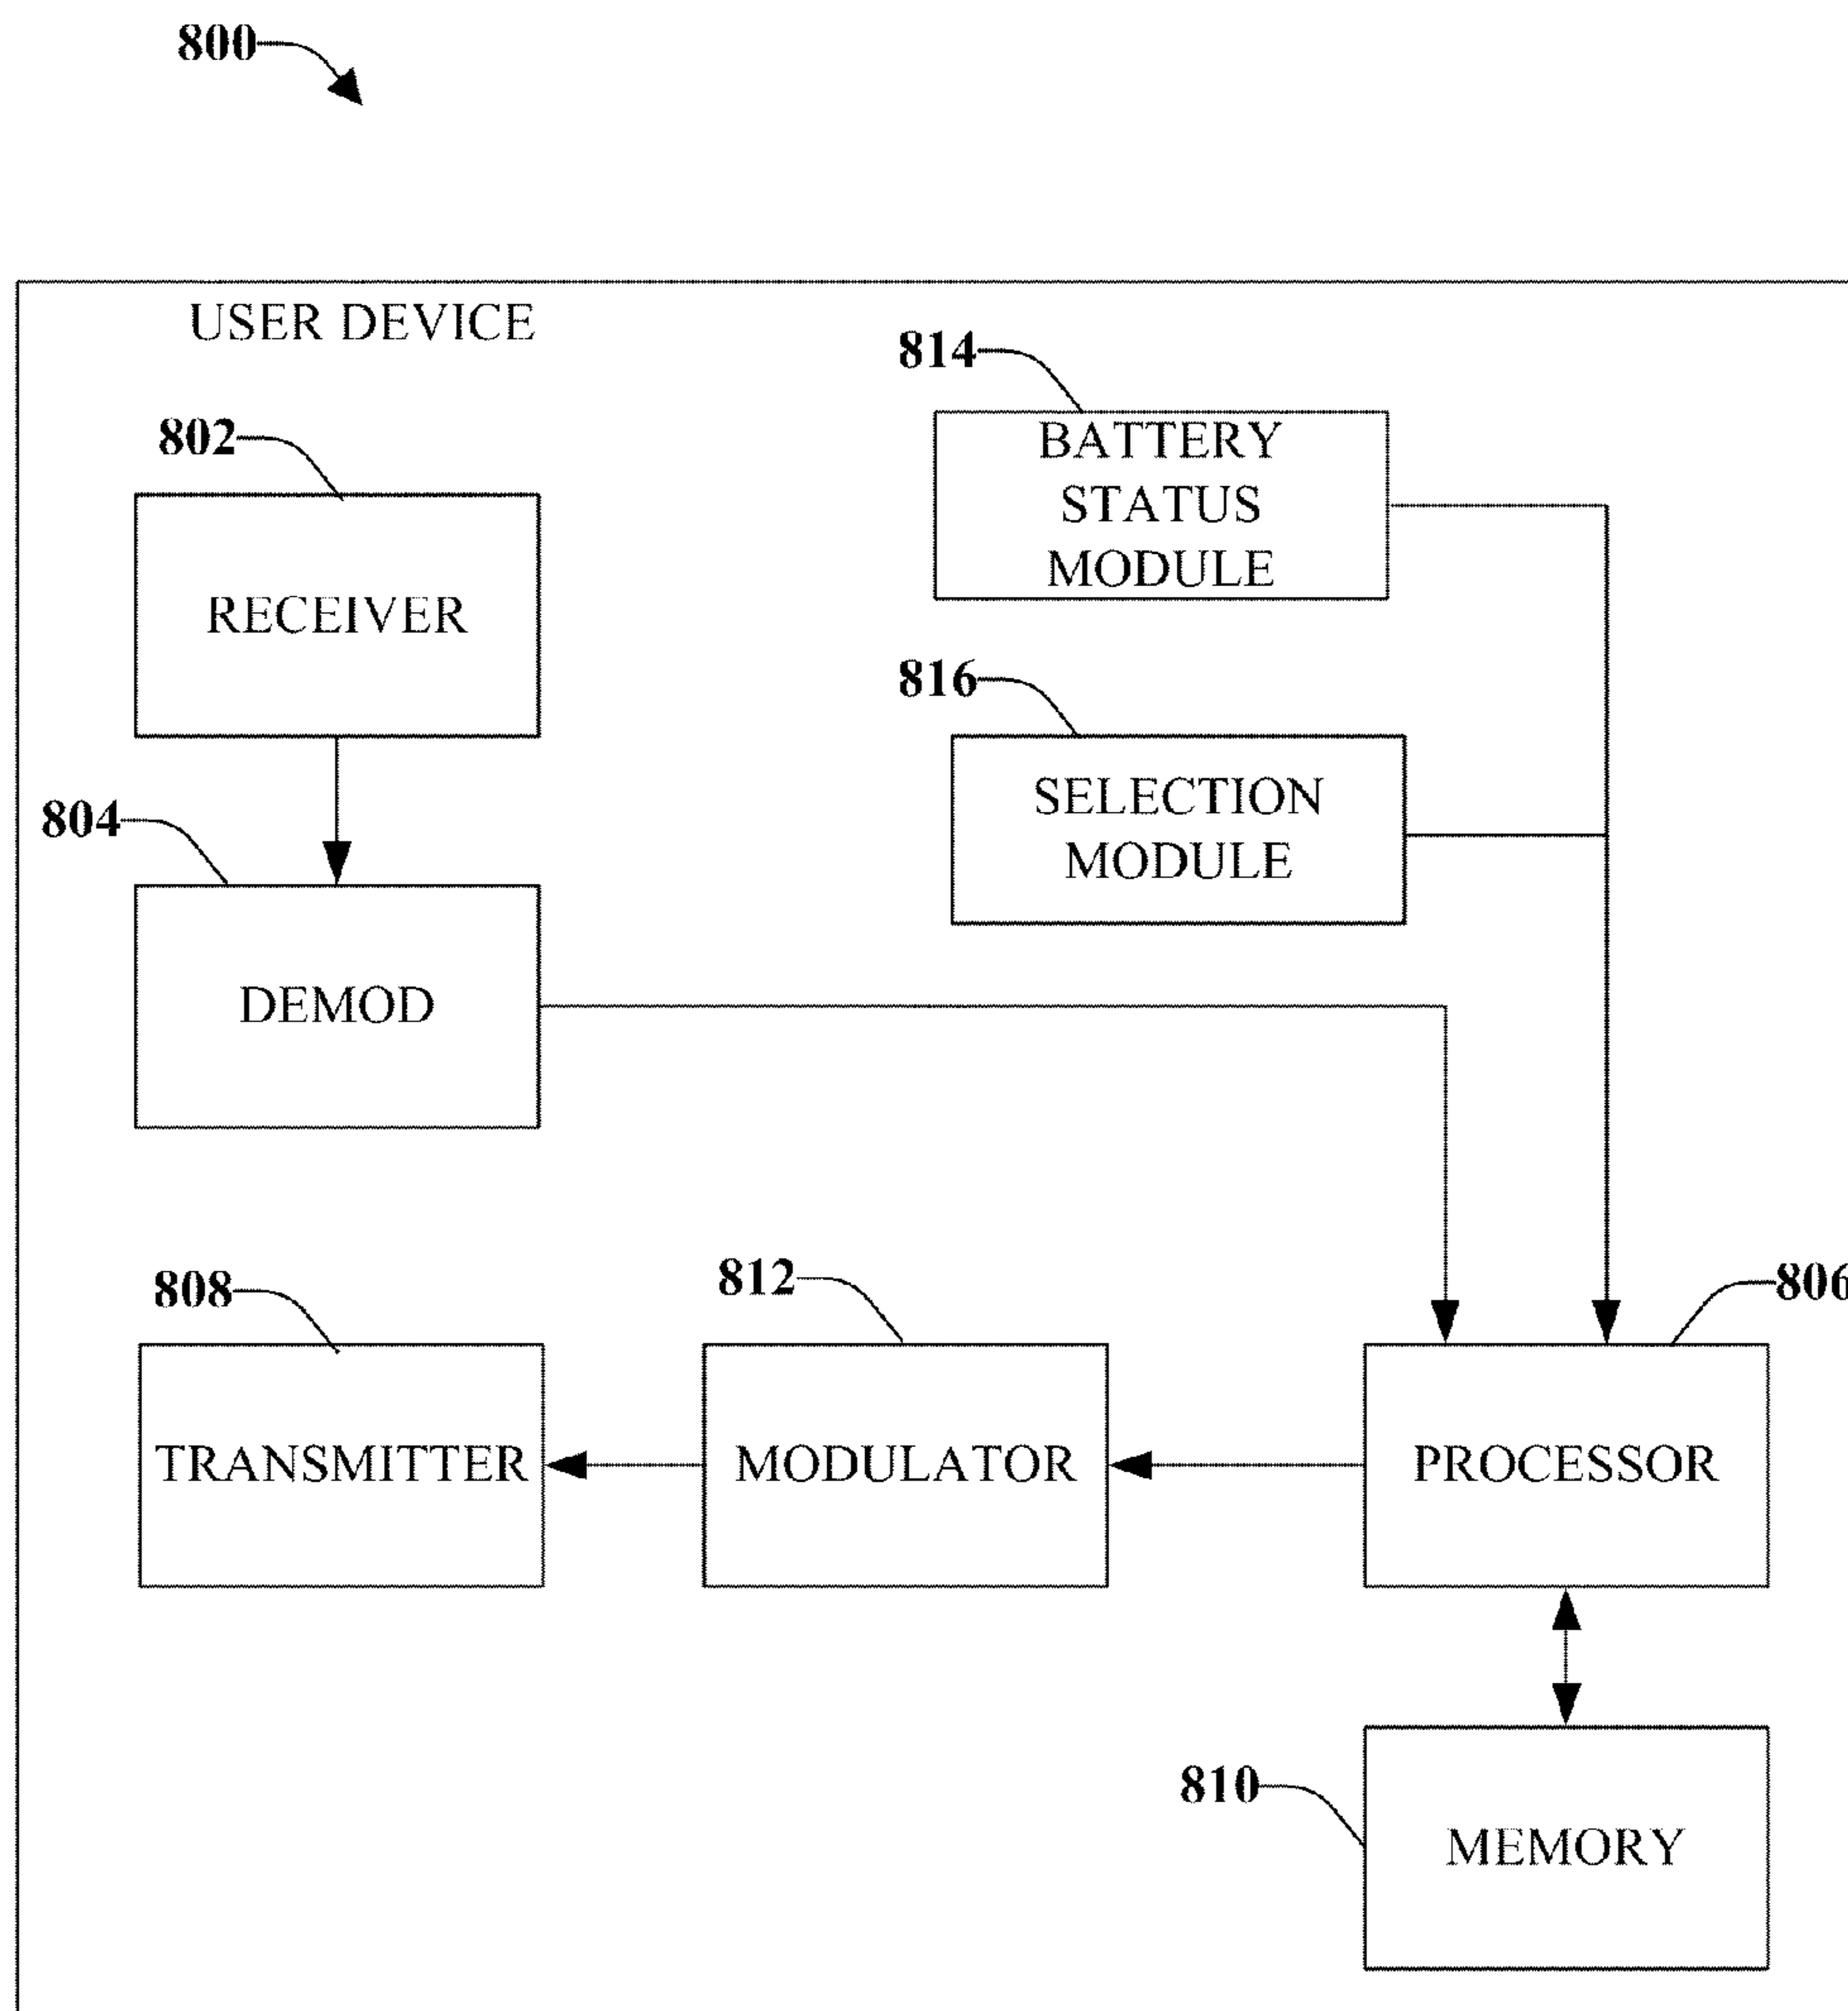 800
USER DEVICE
814
BATTERY
STATUS
MODULE
802
RECEIVER
816
SELECTION
MODULE
804
DEMOD
808
812
806
TRANSMITTER
MODULATOR
PROCESSOR
810
MEMORY